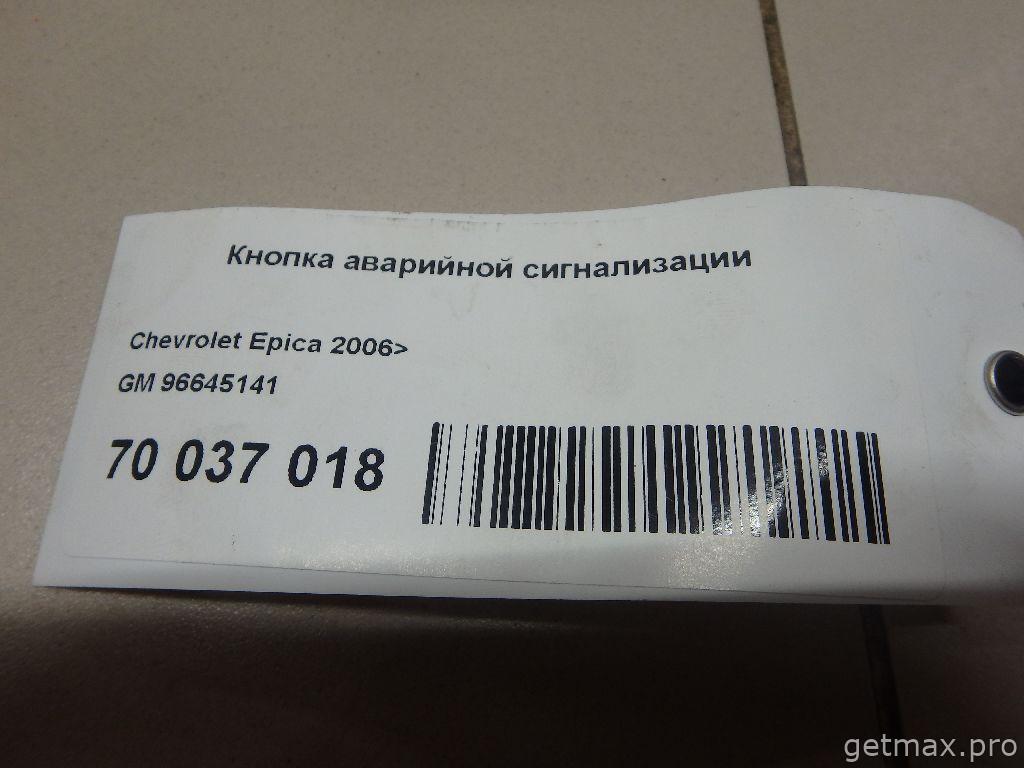 Кнопка аварийной сигнализации
Chevrolet Epica 2006>
GM 96645141
70 037 018
getmax.pro